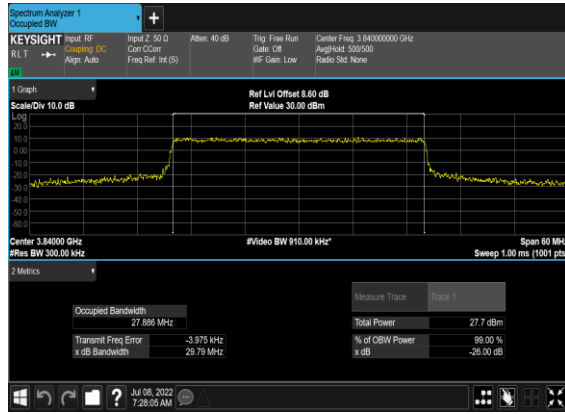 Spectrum Analyzer 1
Occupied BW
+
KEYSIGHT Input: RF Input Z: 50 Ω Atten: 40 dB Trig: Free Run Center Freq: 3.840000000 GHz
RLT Coupling: DC Corr CCorr Gate: Off Avg|Hold: 500/500
Align: Auto Freq Ref: Int (S) #IF Gain: Low Radio Std: None
1 Graph
Ref Lvl Offset 8.60 dB
Scale/Div 10.0 dB Ref Value 30.00 dBm
Log
20.0
10.0
0.00
-10.0
-20.0
-30.0
-40.0
-50.0
-60.0
Center 3.84000 GHz #Video BW 910.00 kHz* Span 60 MHz
#Res BW 300.00 kHz Sweep 1.00 ms (1001 pts
2 Metrics
Measure Trace Trace 1
Occupied Bandwidth
27.886 MHz Total Power 27.7 dBm
Transmit Freq Error -3.975 kHz % of OBW Power 99.00 %
x dB Bandwidth 29.79 MHz x dB -26.00 dB
? Jul 08, 2022
7:28:05 AM